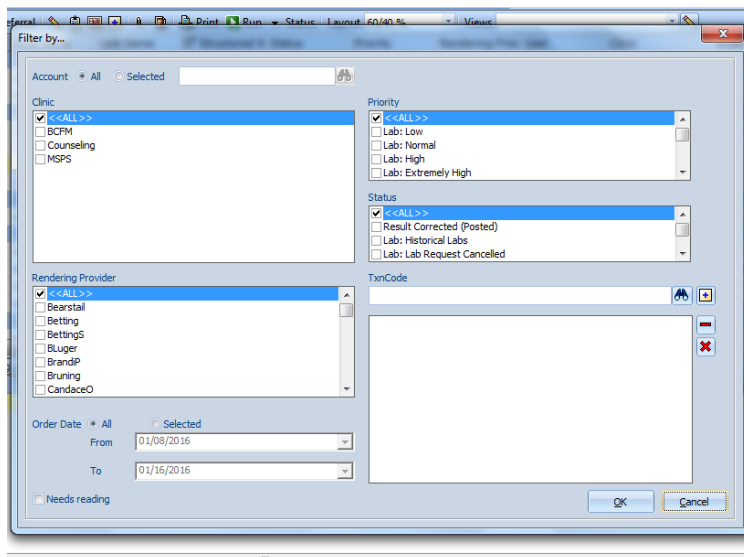 eferral Print Run Status Layout 60/40 % Views
Filter by...
Account All Selected
Clinic
<<ALL>>
BCFM
Counseling
MSPS
Priority
<<ALL>>
Lab: Low
Lab: Normal
Lab: High
Lab: Extremely High
Status
<<ALL>>
Result Corrected (Posted)
Lab: Historical Labs
Lab: Lab Request Cancelled
Rendering Provider
<<ALL>>
Bearstail
Betting
BettingS
BLuger
BrandiP
Bruning
CandaceO
TxnCode
Order Date All Selected
From 01/08/2016
To 01/16/2016
Needs reading
OK Cancel